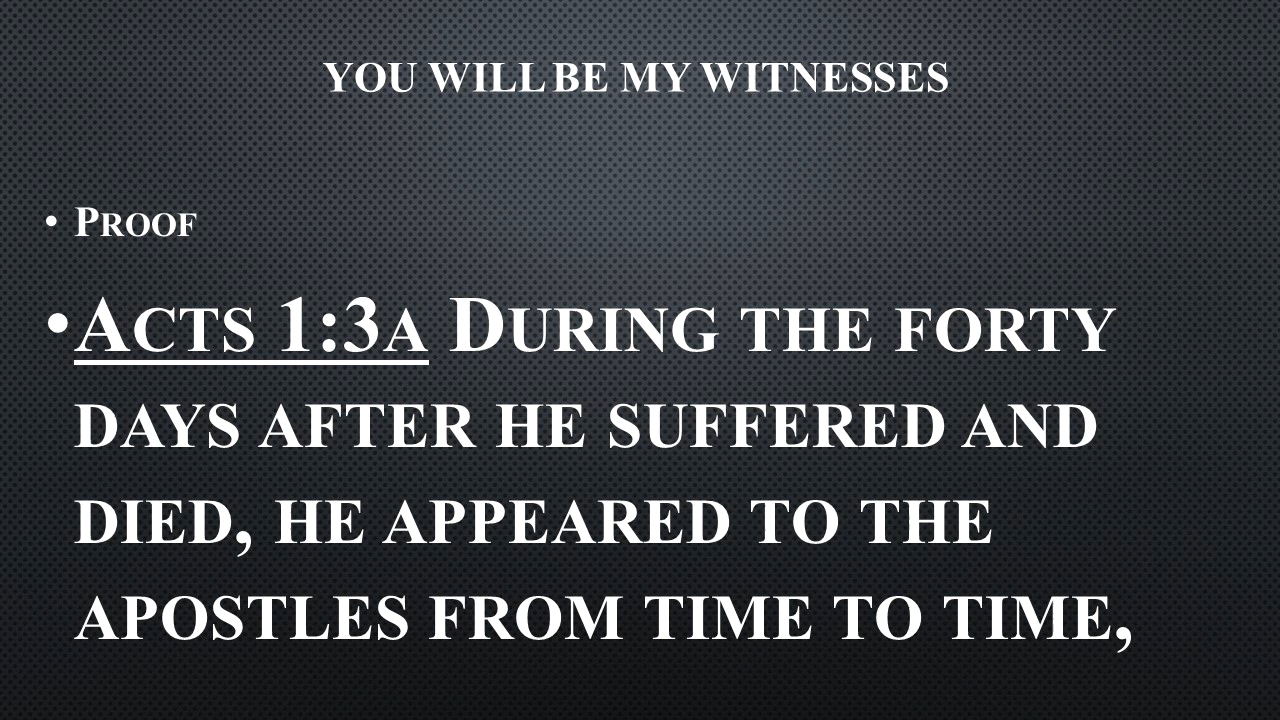 YOU WILL BE MY WITNESSES
• Proof
• Acts 1:3a During the forty
days after he suffered and
died, he appeared to the
apostles from time to time,